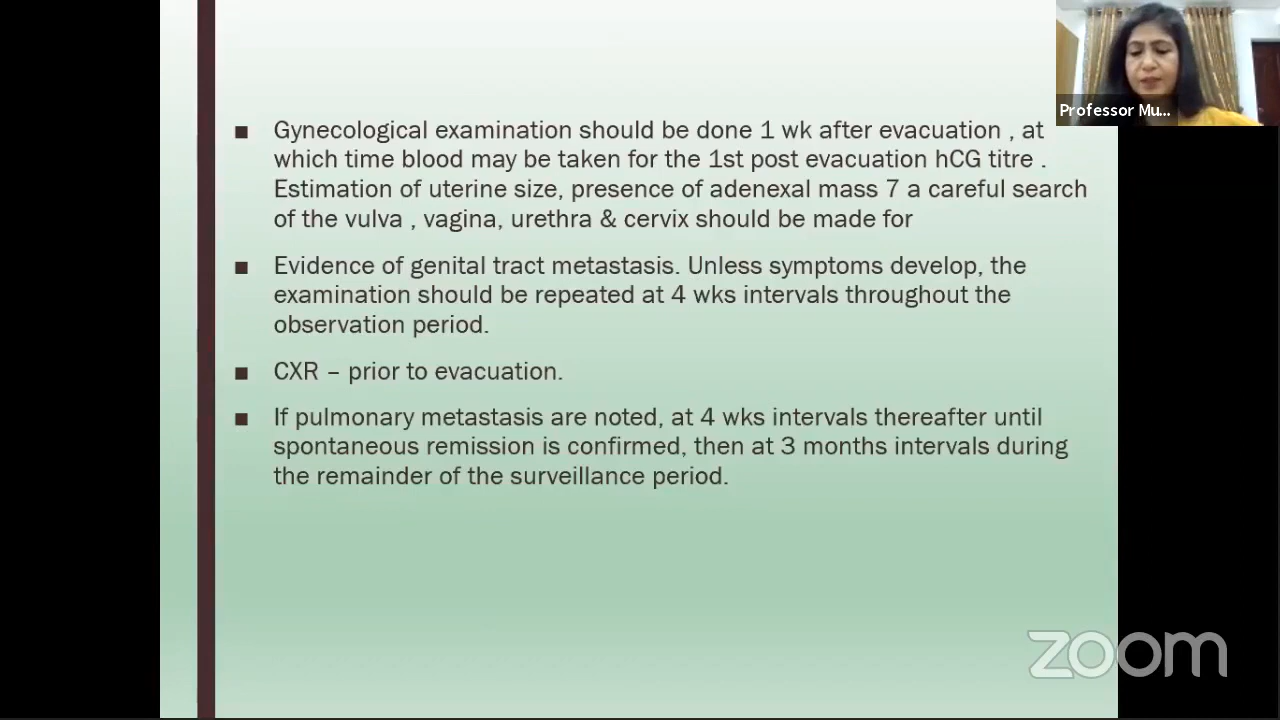 Professor Mu...
■ Gynecological examination should be done 1 wk after evacuation , at
which time blood may be taken for the 1st post evacuation hCG titre .
Estimation of uterine size, presence of adenexal mass 7 a careful search
of the vulva , vagina, urethra & cervix should be made for
■ Evidence of genital tract metastasis. Unless symptoms develop, the
examination should be repeated at 4 wks intervals throughout the
observation period.
■ CXR – prior to evacuation.
■ If pulmonary metastasis are noted, at 4 wks intervals thereafter until
spontaneous remission is confirmed, then at 3 months intervals during
the remainder of the surveillance period.
zoom